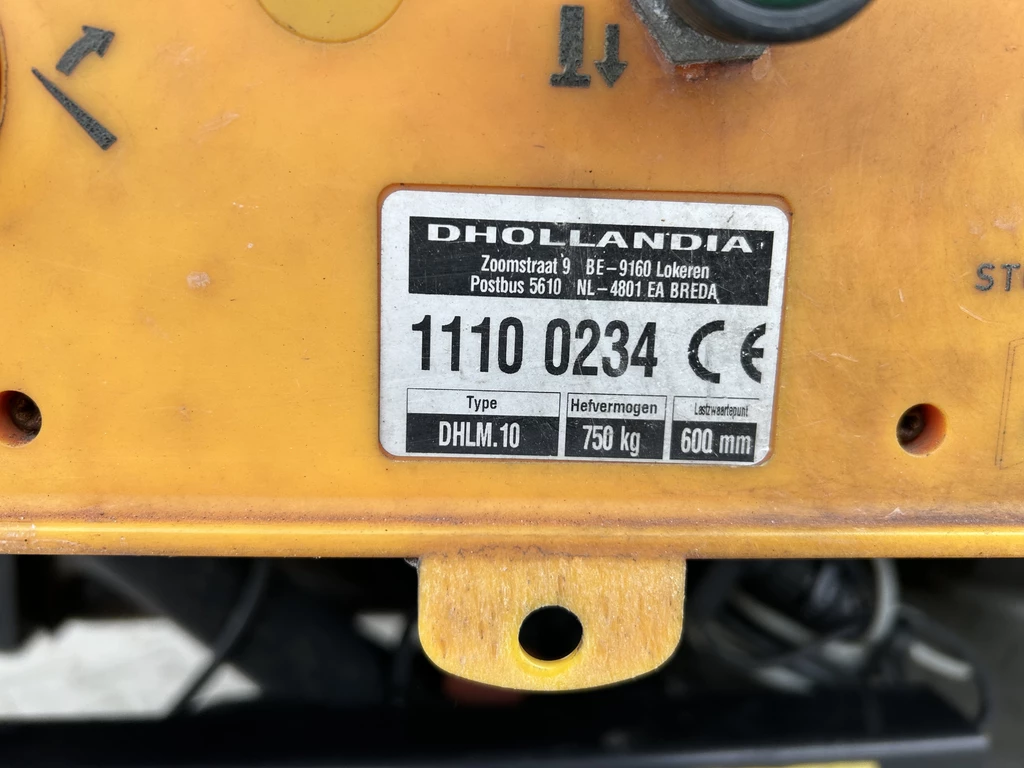 DHOLLANDIA
Zoomstraat 9 BE-9160 Lokeren
Postbus 5610 NL-4801 EA BREDA
1110 0234 CE
Type Hefvermogen Lastzwaartepunt
DHLM.10 750 kg 600 mm